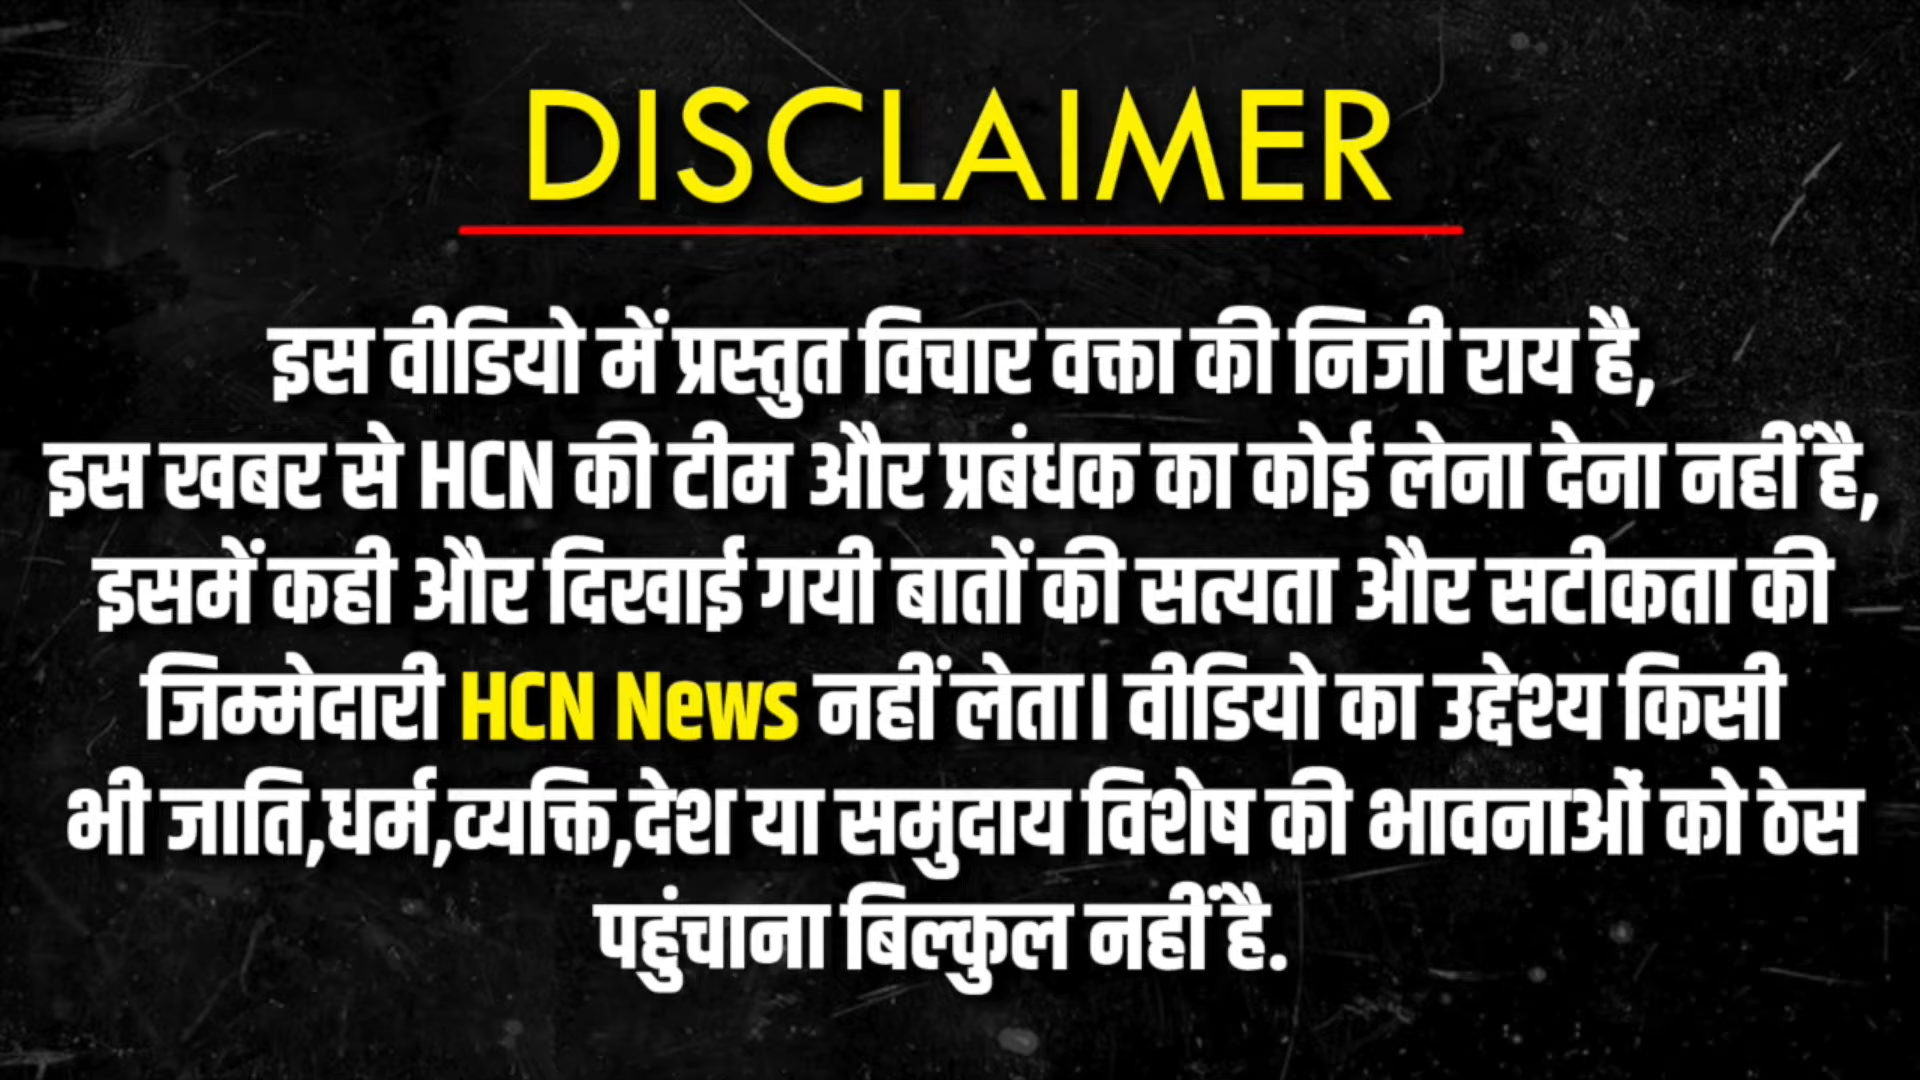 DISCLAIMER
इस वीडियो में प्रस्तुत विचार वक्ता की निजी राय है,
इस खबर से HCN की टीम और प्रबंधक का कोई लेना देना नहीं है,
इसमें कही और दिखाई गयी बातों की सत्यता और सटीकता की
जिम्मेदारी HCN News नहीं लेता। वीडियो का उद्देश्य किसी
भी जाति,धर्म,व्यक्ति,देश या समुदाय विशेष की भावनाओं को ठेस
पहुंचाना बिल्कुल नहीं है.